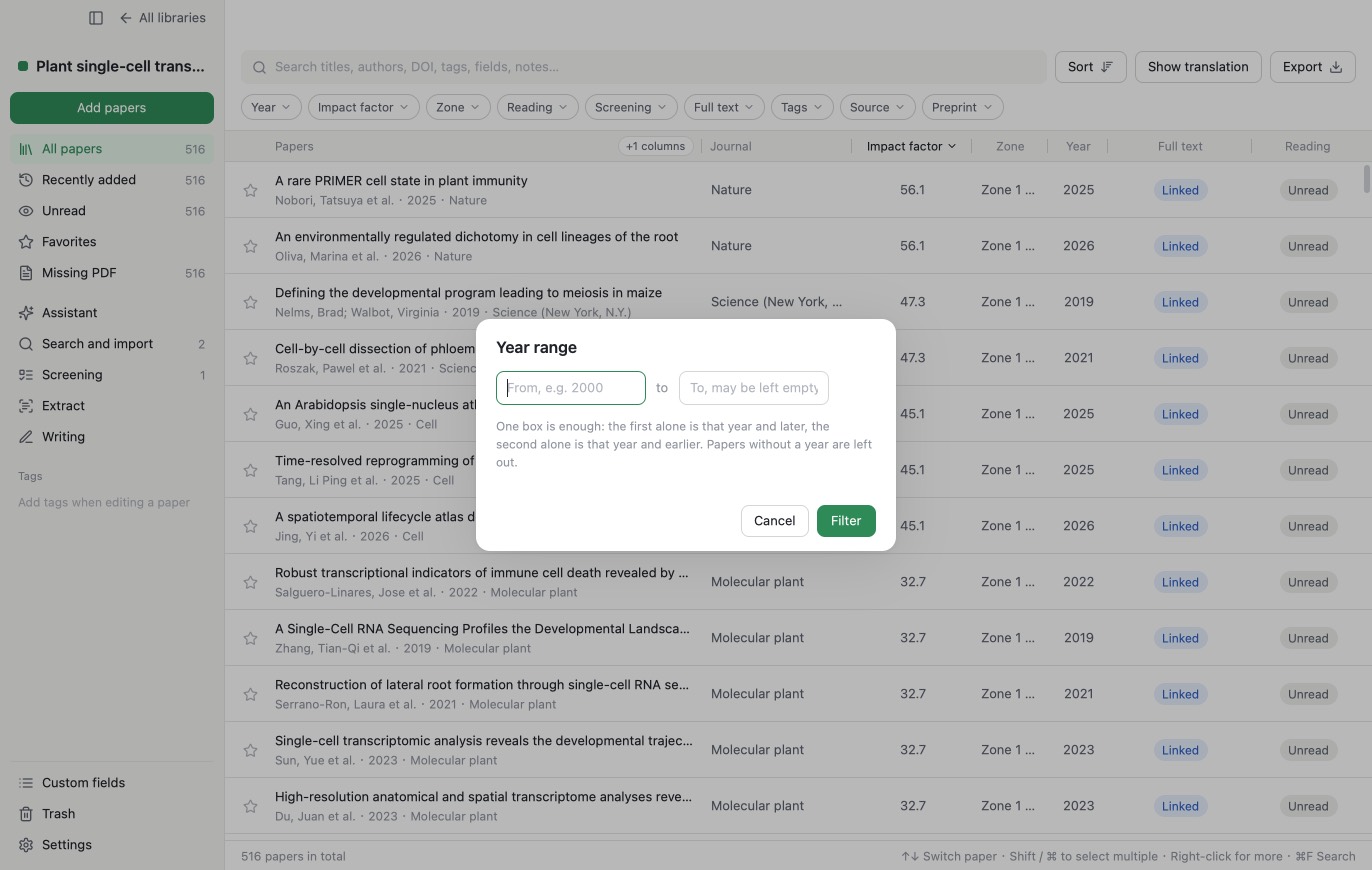 All libraries
Plant single-cell trans...
Add papers
All papers 516
Recently added 516
Unread 516
Favorites
Missing PDF 516
Assistant
Search and import 2
Screening 1
Extract
Writing
Tags
Add tags when editing a paper
Custom fields
Trash
Settings
Search titles, authors, DOI, tags, fields, notes...
Sort
Show translation
Export
Year
Impact factor
Zone
Reading
Screening
Full text
Tags
Source
Preprint
Papers +1 columns Journal Impact factor Zone Year Full text Reading
A rare PRIMER cell state in plant immunity
Nobori, Tatsuya et al. · 2025 · Nature
Nature 56.1 Zone 1 ... 2025 Linked Unread
An environmentally regulated dichotomy in cell lineages of the root
Oliva, Marina et al. · 2026 · Nature
Nature 56.1 Zone 1 ... 2026 Linked Unread
Defining the developmental program leading to meiosis in maize
Nelms, Brad; Walbot, Virginia · 2019 · Science (New York, N.Y.)
Science (New York, ... 47.3 Zone 1 ... 2019 Linked Unread
Cell-by-cell dissection of phloem
Roszak, Pawel et al. · 2021 · Scienc
47.3 Zone 1 ... 2021 Linked Unread
An Arabidopsis single-nucleus atl
Guo, Xing et al. · 2025 · Cell
45.1 Zone 1 ... 2025 Linked Unread
Time-resolved reprogramming of
Tang, Li Ping et al. · 2025 · Cell
45.1 Zone 1 ... 2025 Linked Unread
A spatiotemporal lifecycle atlas d
Jing, Yi et al. · 2026 · Cell
45.1 Zone 1 ... 2026 Linked Unread
Robust transcriptional indicators of immune cell death revealed by ...
Salguero-Linares, Jose et al. · 2022 · Molecular plant
Molecular plant 32.7 Zone 1 ... 2022 Linked Unread
A Single-Cell RNA Sequencing Profiles the Developmental Landsca...
Zhang, Tian-Qi et al. · 2019 · Molecular plant
Molecular plant 32.7 Zone 1 ... 2019 Linked Unread
Reconstruction of lateral root formation through single-cell RNA se...
Serrano-Ron, Laura et al. · 2021 · Molecular plant
Molecular plant 32.7 Zone 1 ... 2021 Linked Unread
Single-cell transcriptomic analysis reveals the developmental trajec...
Sun, Yue et al. · 2023 · Molecular plant
Molecular plant 32.7 Zone 1 ... 2023 Linked Unread
High-resolution anatomical and spatial transcriptome analyses reve...
Du, Juan et al. · 2023 · Molecular plant
Molecular plant 32.7 Zone 1 ... 2023 Linked Unread
Year range
From, e.g. 2000 to To, may be left empty
One box is enough: the first alone is that year and later, the
second alone is that year and earlier. Papers without a year are left
out.
Cancel
Filter
516 papers in total
↑↓ Switch paper · Shift / ⌘ to select multiple · Right-click for more · ⌘F Search